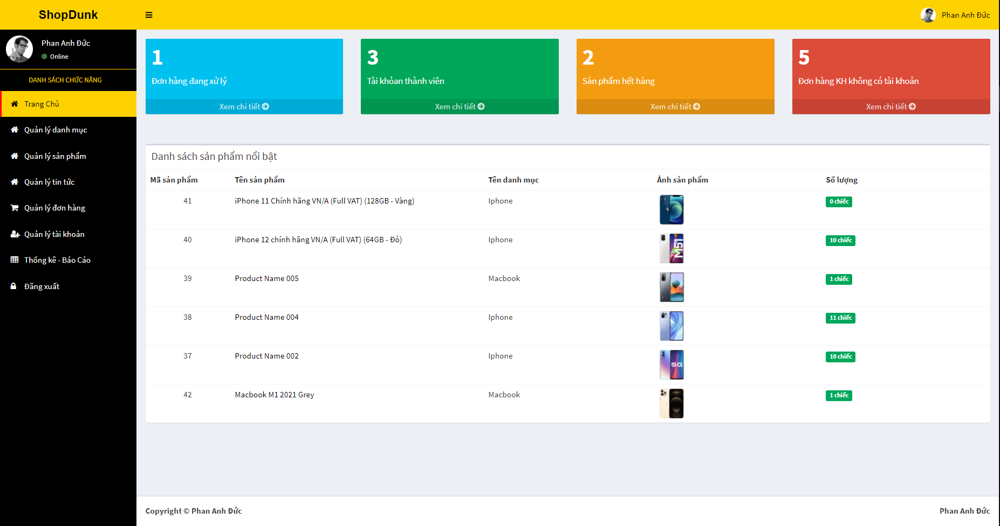 ShopDunk
Phan Anh Đức
Phan Anh Đức
Online
DANH SÁCH CHỨC NĂNG
Trang Chủ
Quản lý danh mục
Quản lý sản phẩm
Quản lý tin tức
Quản lý đơn hàng
Quản lý tài khoản
Thống kê - Báo Cáo
Đăng xuất
1
Đơn hàng đang xử lý
Xem chi tiết
3
Tài khỏan thành viên
Xem chi tiết
2
Sản phẩm hết hàng
Xem chi tiết
5
Đơn hàng KH không có tài khoản
Xem chi tiết
Danh sách sản phẩm nổi bật
Mã sản phẩm Tên sản phẩm Tên danh mục Ảnh sản phẩm Số lượng
41 iPhone 11 Chính hãng VN/A (Full VAT) (128GB - Vàng) Iphone 0 chiếc
40 iPhone 12 chính hãng VN/A (Full VAT) (64GB - Đỏ) Iphone M51 10 chiếc
39 Product Name 005 Macbook 1 chiếc
38 Product Name 004 Iphone 11 chiếc
37 Product Name 002 Iphone 5G 10 chiếc
42 Macbook M1 2021 Grey Macbook 1 chiếc
Copyright © Phan Anh Đức
Phan Anh Đức